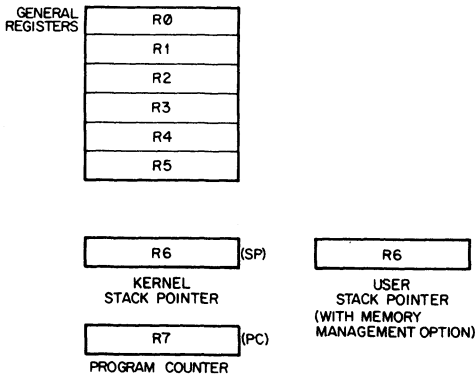 GENERAL
REGISTERS
RØ
R1
R2
R3
R4
R5
R6
(SP)
KERNEL
STACK POINTER
R6
USER
STACK POINTER
(WITH MEMORY
MANAGEMENT OPTION)
R7
(PC)
PROGRAM COUNTER